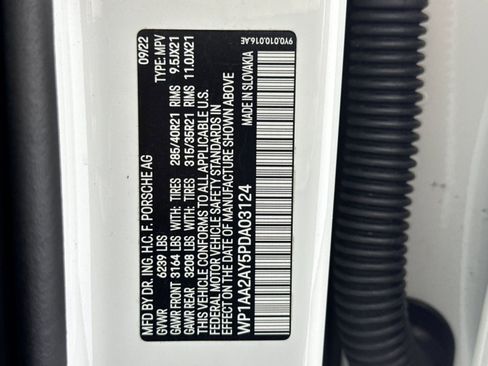 MFD BY DR. ING. H.C. F. PORSCHE AG 09/22
GVWR 6239 LBS TYPE: MPV
GAWR FRONT 3164 LBS WITH: TIRES 285/40R21 RIMS 9.5JX21
GAWR REAR 3208 LBS WITH: TIRES 315/35R21 RIMS 11.0JX21
THIS VEHICLE CONFORMS TO ALL APPLICABLE U.S.
FEDERAL MOTOR VEHICLE SAFETY STANDARDS IN
EFFECT ON THE DATE OF MANUFACTURE SHOWN ABOVE
WP1AA2AY5PDA03124 MADE IN SLOVAKIA
9Y0.010.016.AE